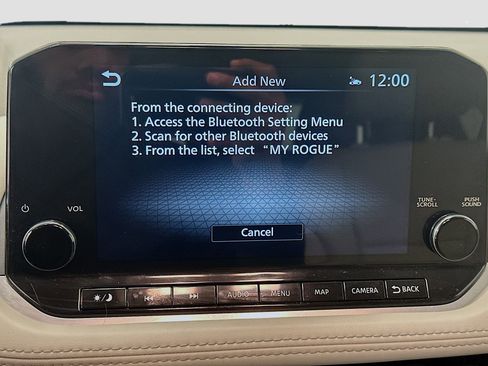 Add New
12:00
From the connecting device:
1. Access the Bluetooth Setting Menu
2. Scan for other Bluetooth devices
3. From the list, select “MY ROGUE”
Cancel
VOL
TUNE-
SCROLL
PUSH
SOUND
AUDIO
MENU
MAP
CAMERA
BACK